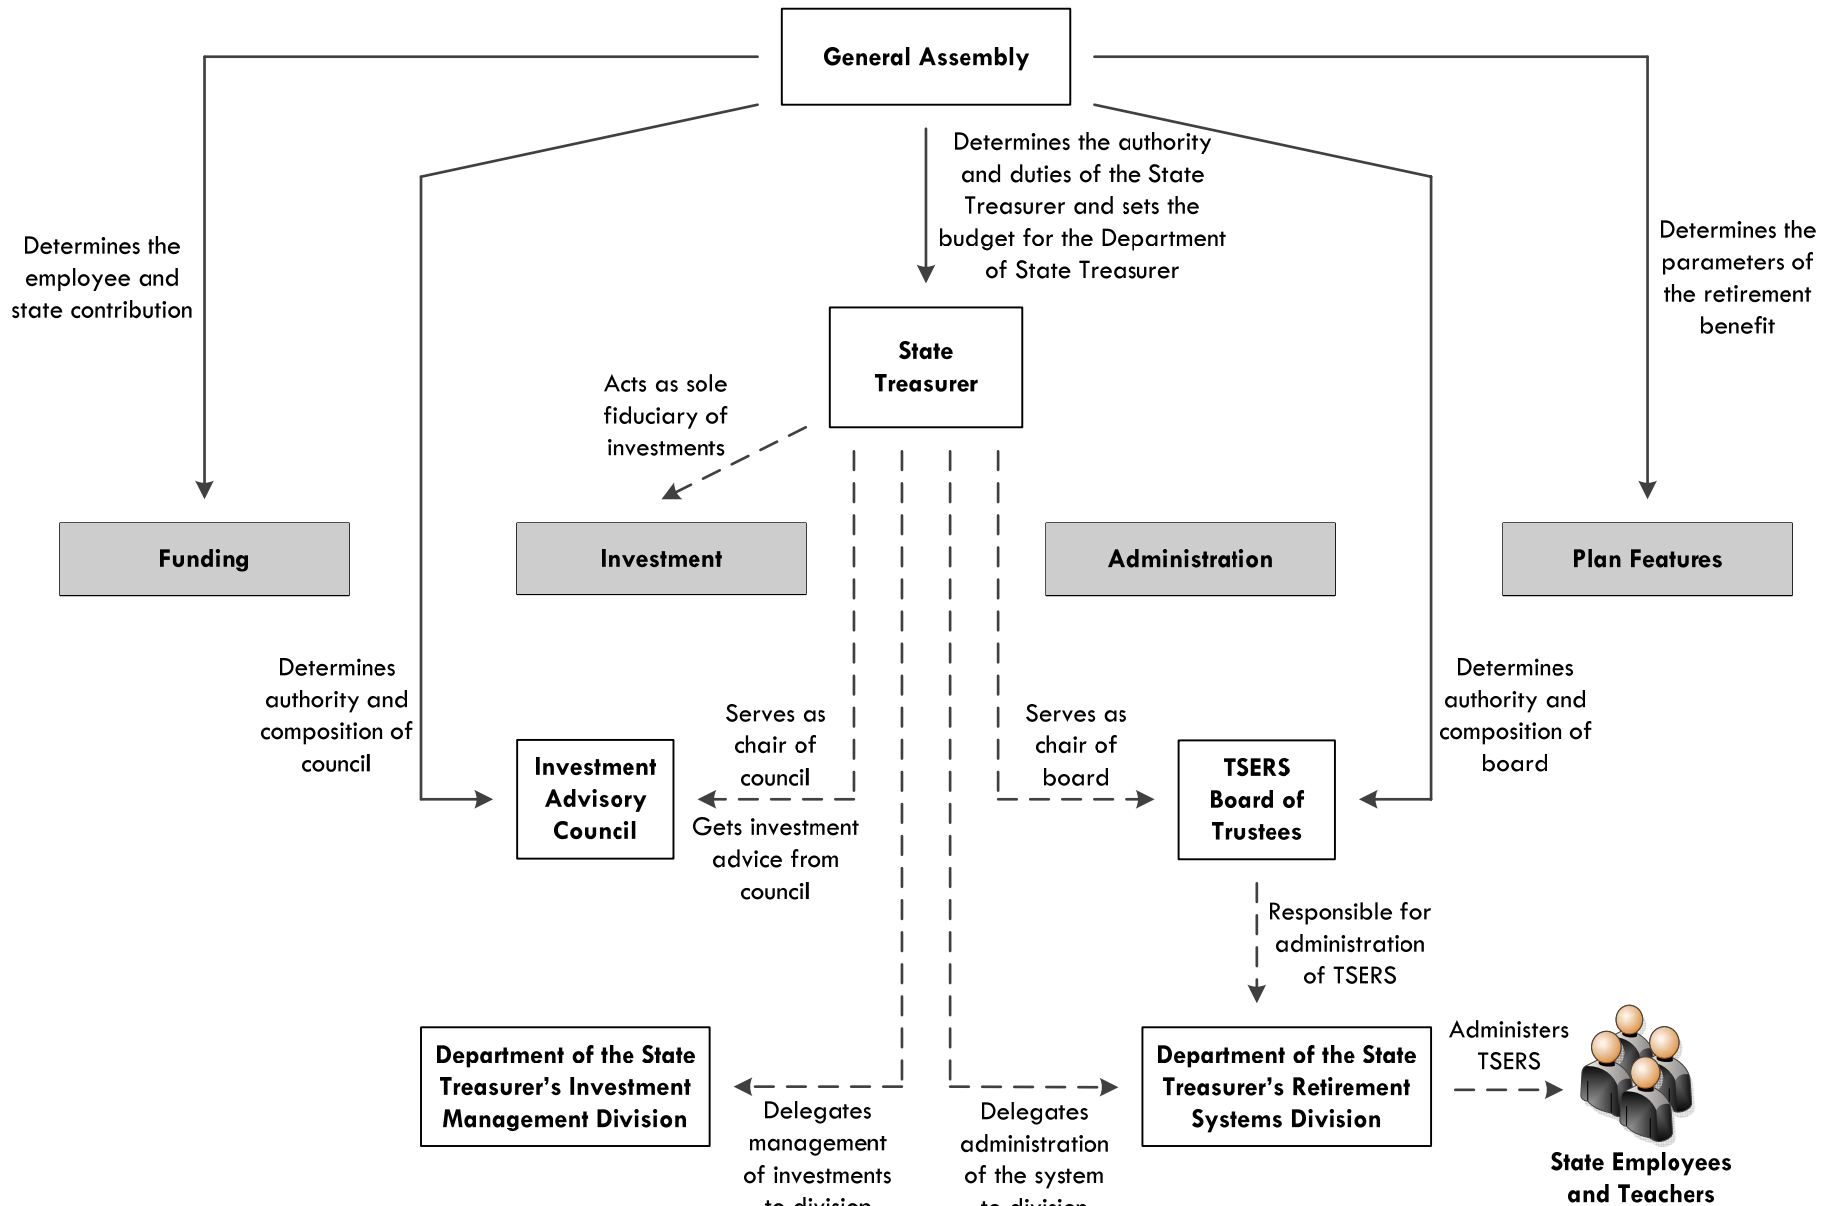 General Assembly
Determines the authority
and duties of the State
Treasurer and sets the
budget for the Department
of State Treasurer
Determines the
employee and
state contribution
Determines the
parameters of
the retirement
benefit
State
Treasurer
Acts as sole
fiduciary of
investments
Funding
Investment
Administration
Plan Features
Determines
authority and
composition of
council
Investment
Advisory
Council
Serves as
chair of
council
Gets investment
advice from
council
Serves as
chair of
board
TSERS
Board of
Trustees
Determines
authority and
composition of
board
Responsible for
administration
of TSERS
Department of the State
Treasurer’s Investment
Management Division
Delegates
management
of investments
to division
Delegates
administration
of the system
to division
Department of the State
Treasurer’s Retirement
Systems Division
Administers
TSERS
State Employees
and Teachers